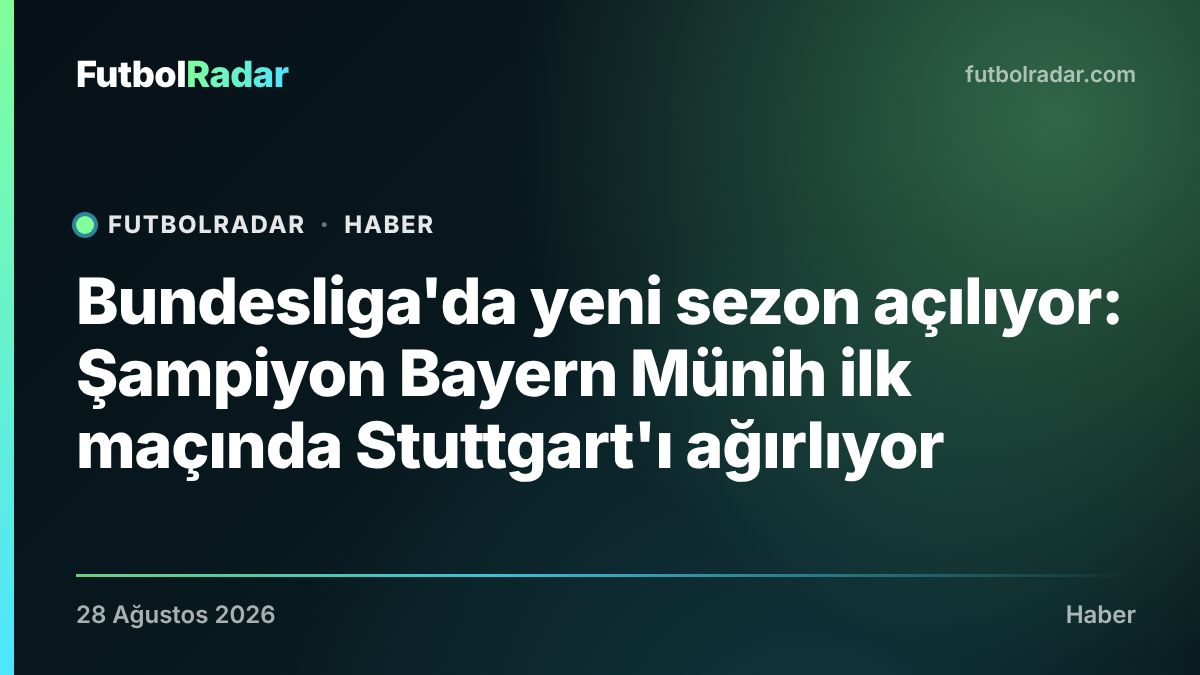 FutbolRadar
futbolradar.com
FUTBOLRADAR · HABER
Bundesliga'da yeni sezon açılıyor:
Şampiyon Bayern Münih ilk
maçında Stuttgart'ı ağırlıyor
28 Ağustos 2026
Haber